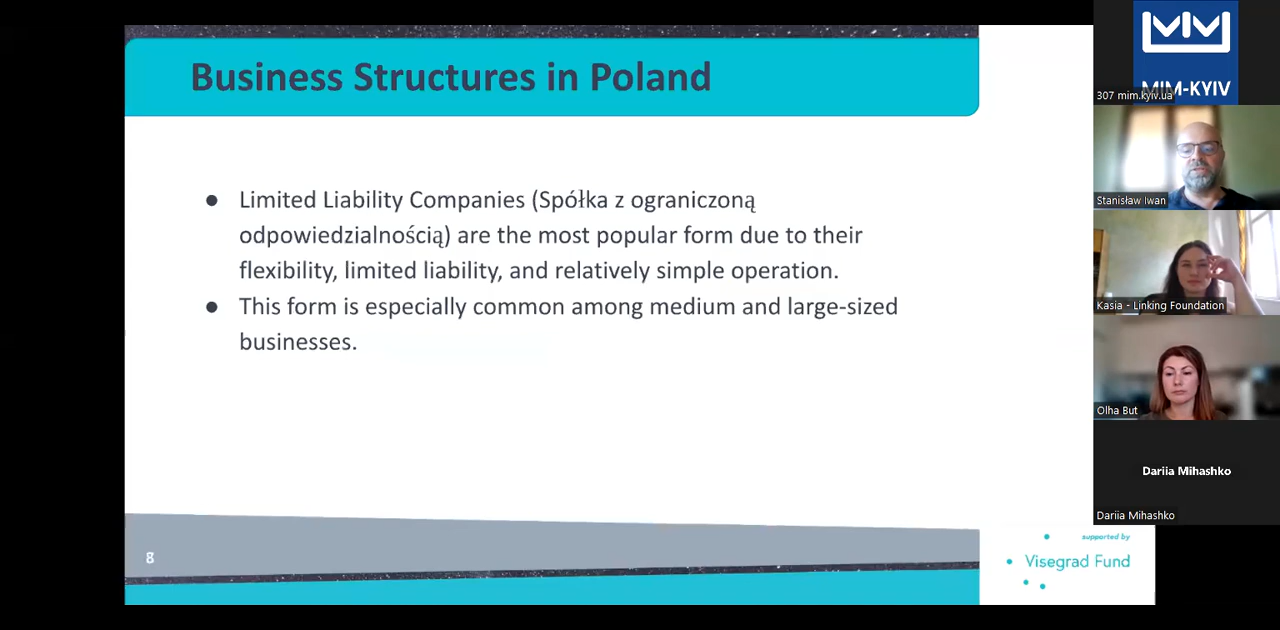 Business Structures in Poland
● Limited Liability Companies (Spółka z ograniczoną
odpowiedzialnością) are the most popular form due to their
flexibility, limited liability, and relatively simple operation.
● This form is especially common among medium and large-sized
businesses.
8
supported by
Visegrad Fund
MIM-KYIV
307 mim.kyiv.ua
Stanisław Iwan
Kasia - Linking Foundation
Olha But
Dariia Mihashko
Dariia Mihashko